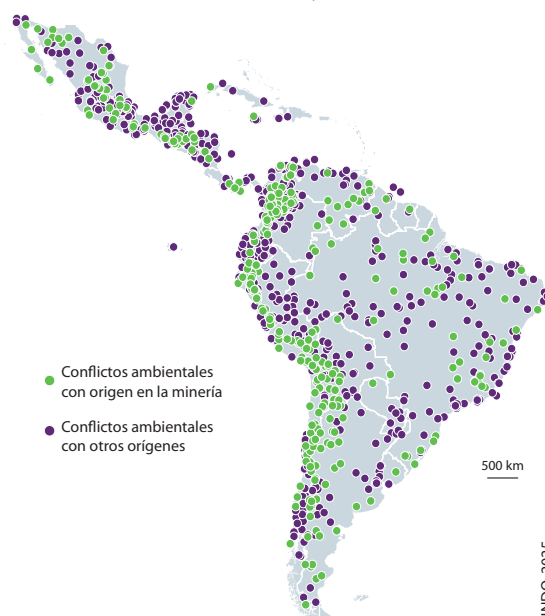 Conflictos ambientales
con origen en la minería
Conflictos ambientales
con otros orígenes
500 km